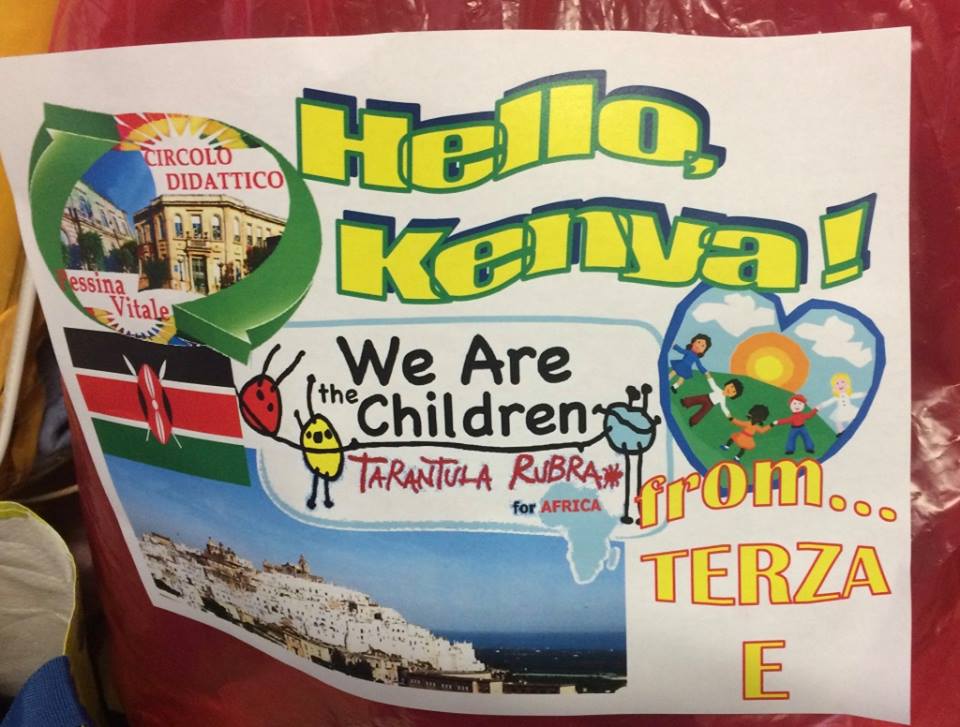 Hello,
Kenya!
CIRCOLO
DIDATTICO
Pessina
Vitale
We Are
the Children
TARANTULA RUBRA
for AFRICA
from...
TERZA
E